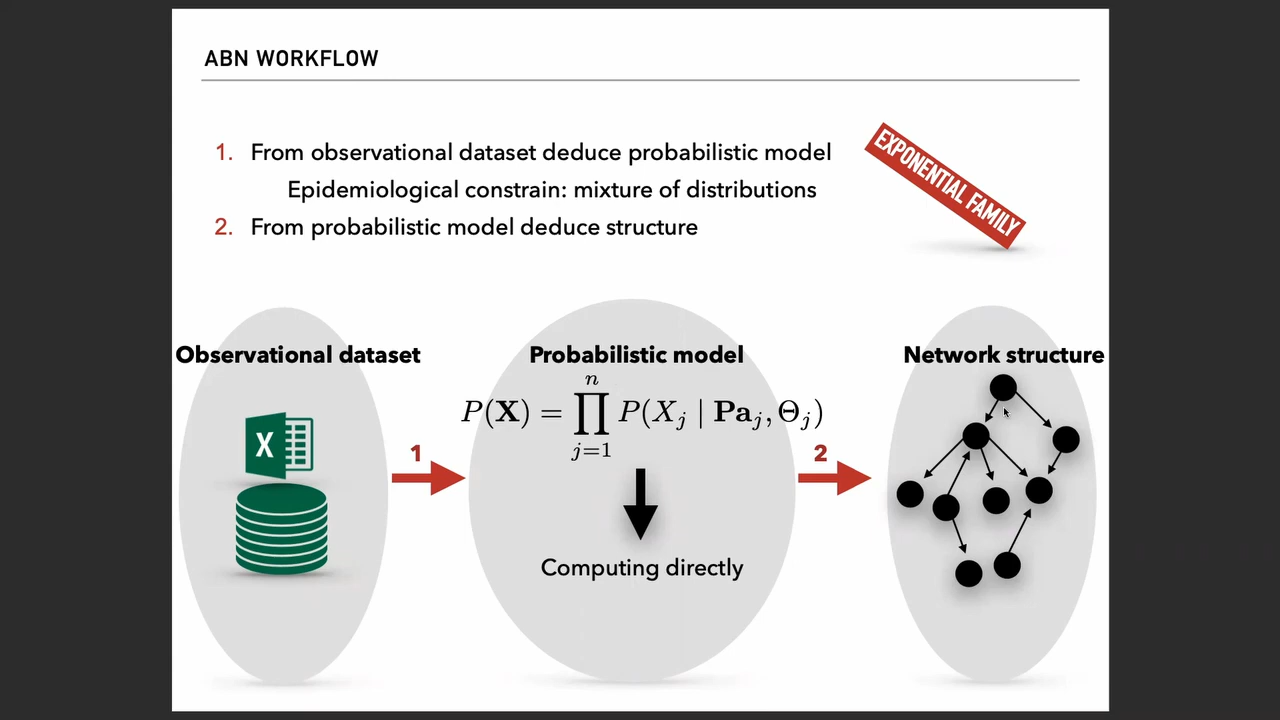 ABN WORKFLOW
1. From observational dataset deduce probabilistic model
Epidemiological constrain: mixture of distributions
2. From probabilistic model deduce structure
EXPONENTIAL FAMILY
Observational dataset
X
1
Probabilistic model
P(𝐗) = ∏_{j=1}^{n} P(X_j | 𝐏𝐚_j, Θ_j)
Computing directly
2
Network structure